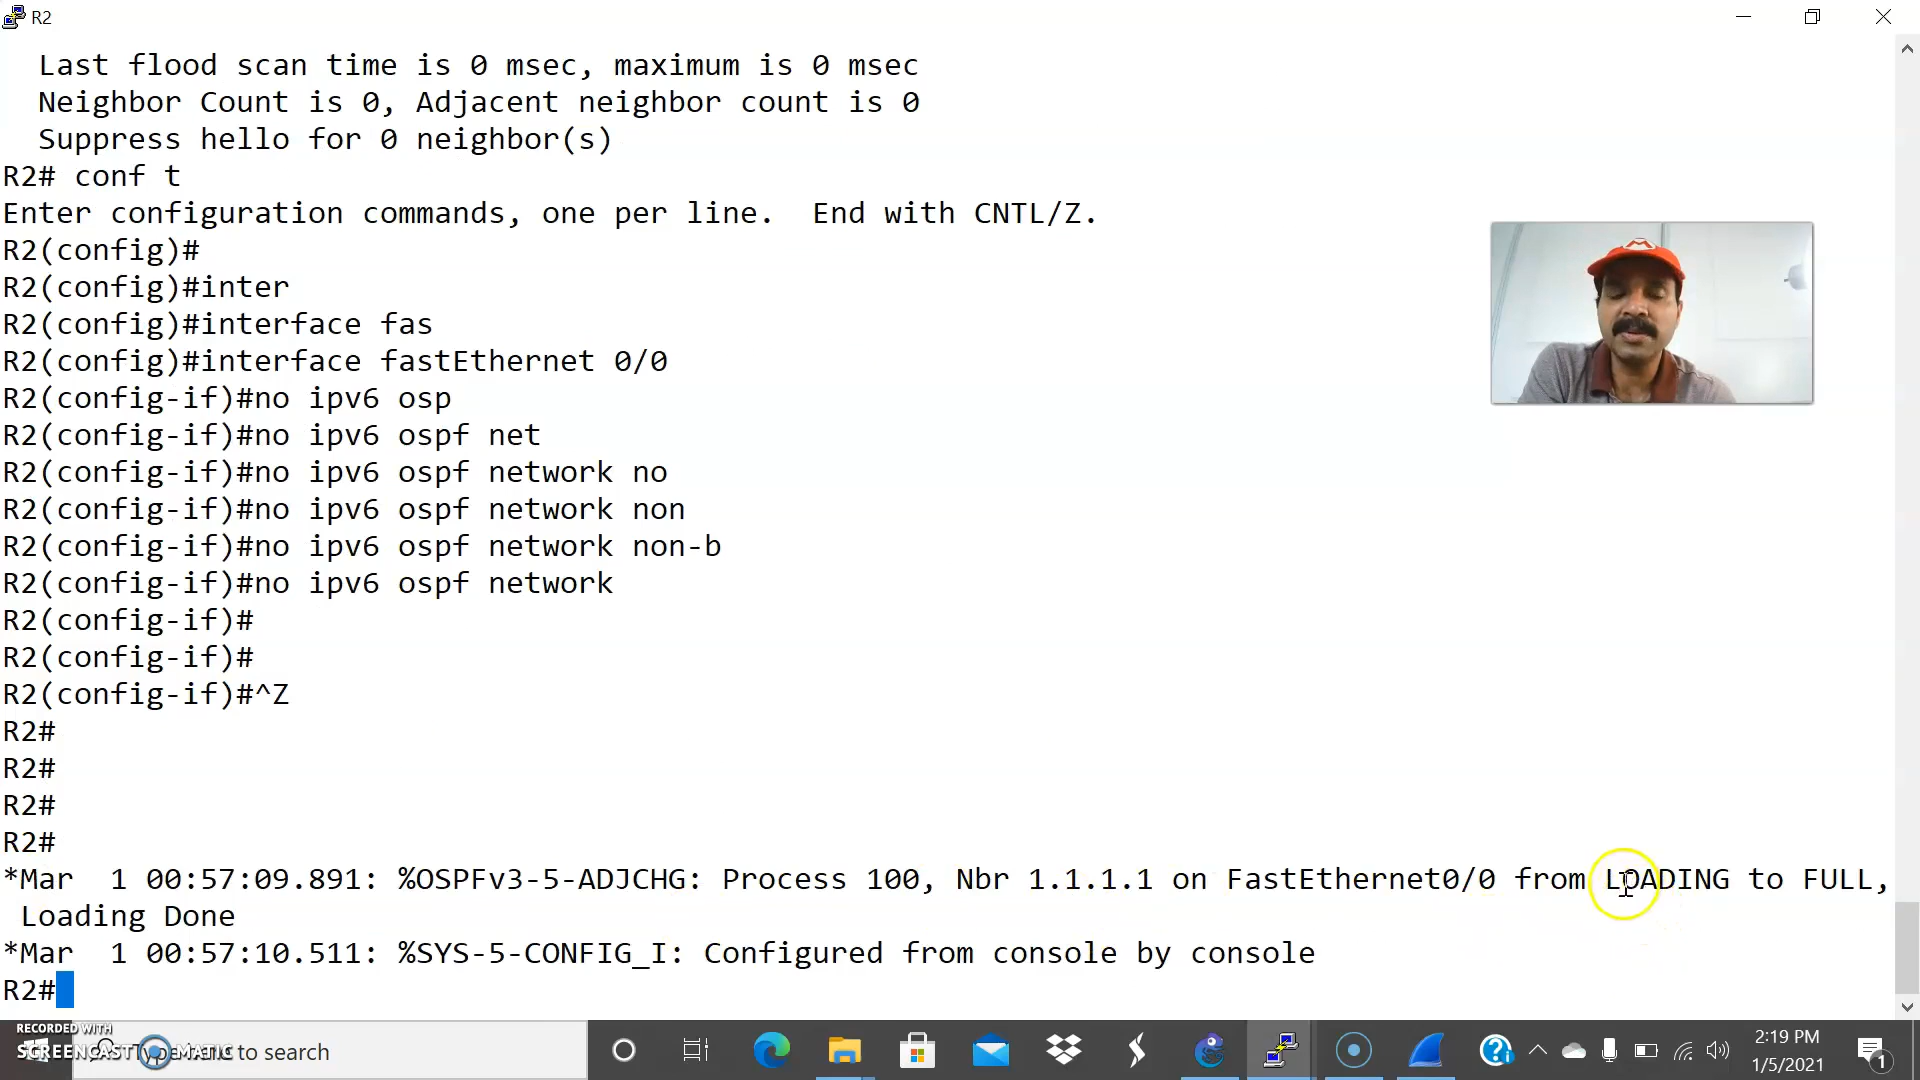 R2
Last flood scan time is 0 msec, maximum is 0 msec
Neighbor Count is 0, Adjacent neighbor count is 0
Suppress hello for 0 neighbor(s)
R2# conf t
Enter configuration commands, one per line.  End with CNTL/Z.
R2(config)#
R2(config)#inter
R2(config)#interface fas
R2(config)#interface fastEthernet 0/0
R2(config-if)#no ipv6 osp
R2(config-if)#no ipv6 ospf net
R2(config-if)#no ipv6 ospf network no
R2(config-if)#no ipv6 ospf network non
R2(config-if)#no ipv6 ospf network non-b
R2(config-if)#no ipv6 ospf network
R2(config-if)#
R2(config-if)#
R2(config-if)#^Z
R2#
R2#
R2#
R2#
*Mar  1 00:57:09.891: %OSPFv3-5-ADJCHG: Process 100, Nbr 1.1.1.1 on FastEthernet0/0 from LOADING to FULL,
Loading Done
*Mar  1 00:57:10.511: %SYS-5-CONFIG_I: Configured from console by console
R2#
RECORDED WITH
SCREENCAST MATIC
Type here to search
2:19 PM
1/5/2021
1